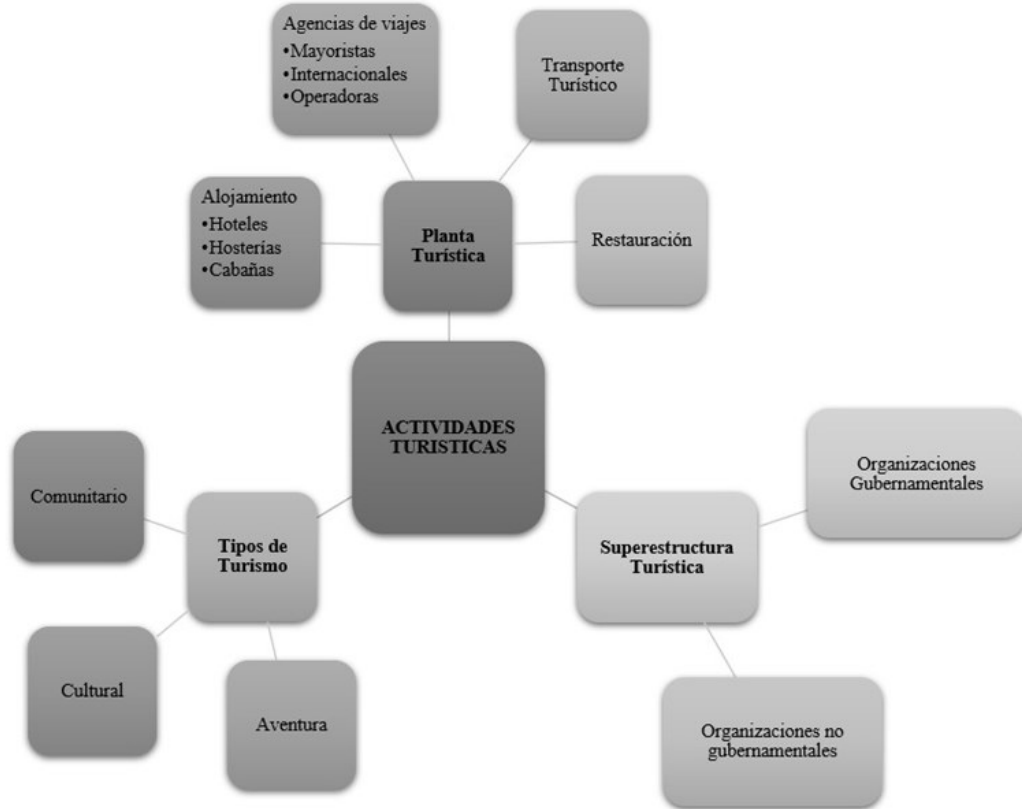 Agencias de viajes
•Mayoristas
•Internacionales
•Operadoras
Transporte
Turístico
Alojamiento
•Hoteles
•Hosterías
•Cabañas
Planta
Turística
Restauración
ACTIVIDADES
TURISTICAS
Comunitario
Tipos de
Turismo
Cultural
Aventura
Superestructura
Turística
Organizaciones
Gubernamentales
Organizaciones no
gubernamentales